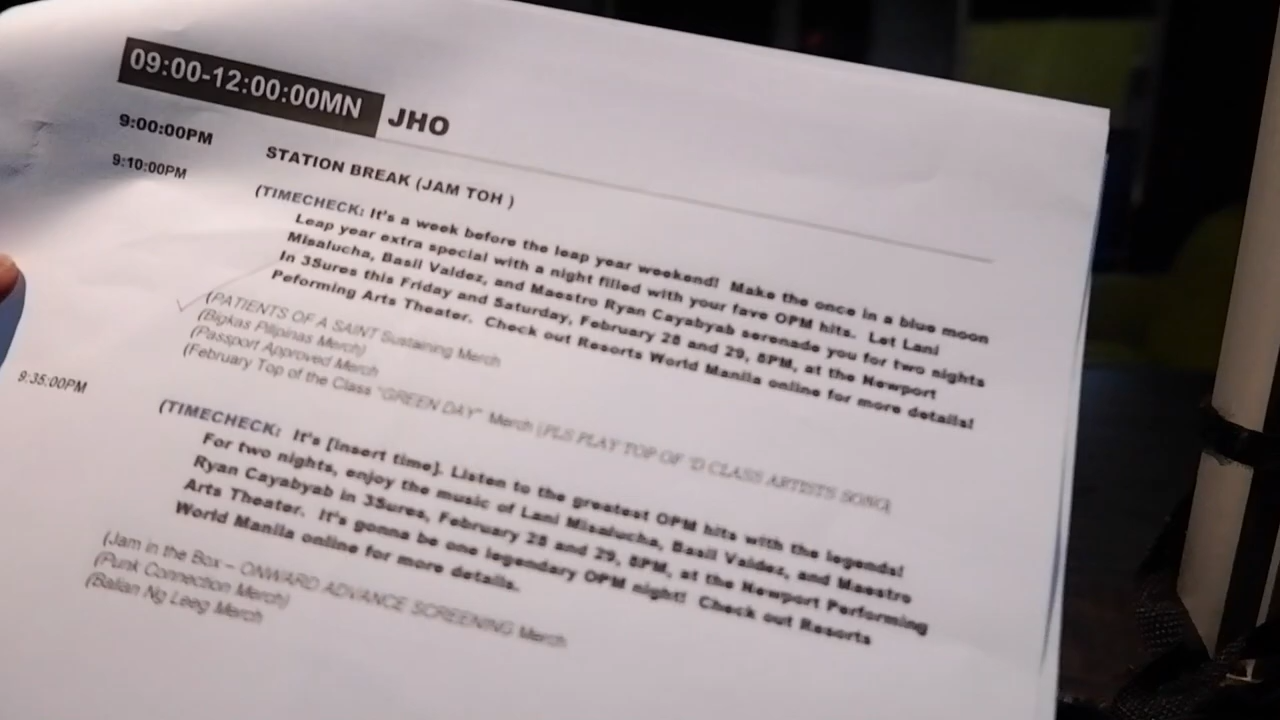 09:00-12:00:00MN JHO
9:00:00PM STATION BREAK (JAM TOH )
9:10:00PM (TIMECHECK: It's a week before the leap year weekend! Make the once in a blue moon
Leap year extra special with a night filled with your fave OPM hits. Let Lani
Misalucha, Basil Valdez, and Maestro Ryan Cayabyab serenade you for two nights
In 3Sures this Friday and Saturday, February 28 and 29, 8PM, at the Newport
Peforming Arts Theater. Check out Resorts World Manila online for more details!
(PATIENTS OF A SAINT Sustaining Merch
(Bigkas Pilipinas Merch)
(Passport Approved Merch
(February Top of the Class "GREEN DAY" Merch (PLS PLAY TOP OF 'D CLASS ARTISTS SONG)
9:35:00PM (TIMECHECK: It's [insert time]. Listen to the greatest OPM hits with the legends!
For two nights, enjoy the music of Lani Misalucha, Basil Valdez, and Maestro
Ryan Cayabyab in 3Sures, February 28 and 29, 8PM, at the Newport Performing
Arts Theater. It's gonna be one legendary OPM night! Check out Resorts
World Manila online for more details.
(Jam in the Box – ONWARD ADVANCE SCREENING Merch
(Punk Connection Merch)
(Balian Ng Leeg Merch